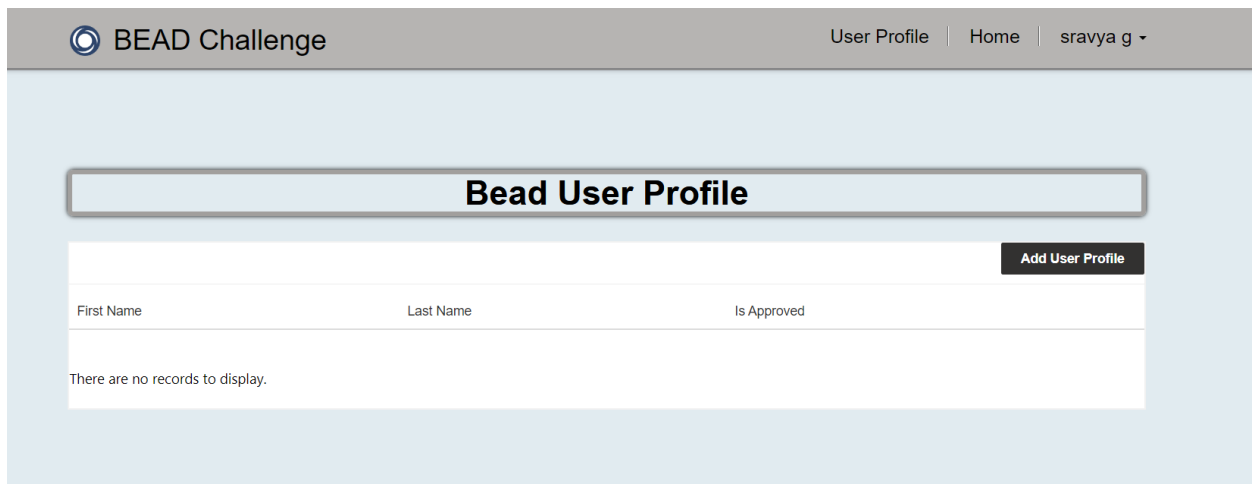 BEAD Challenge User Profile Home sravya g
Bead User Profile
Add User Profile
First Name Last Name Is Approved
There are no records to display.